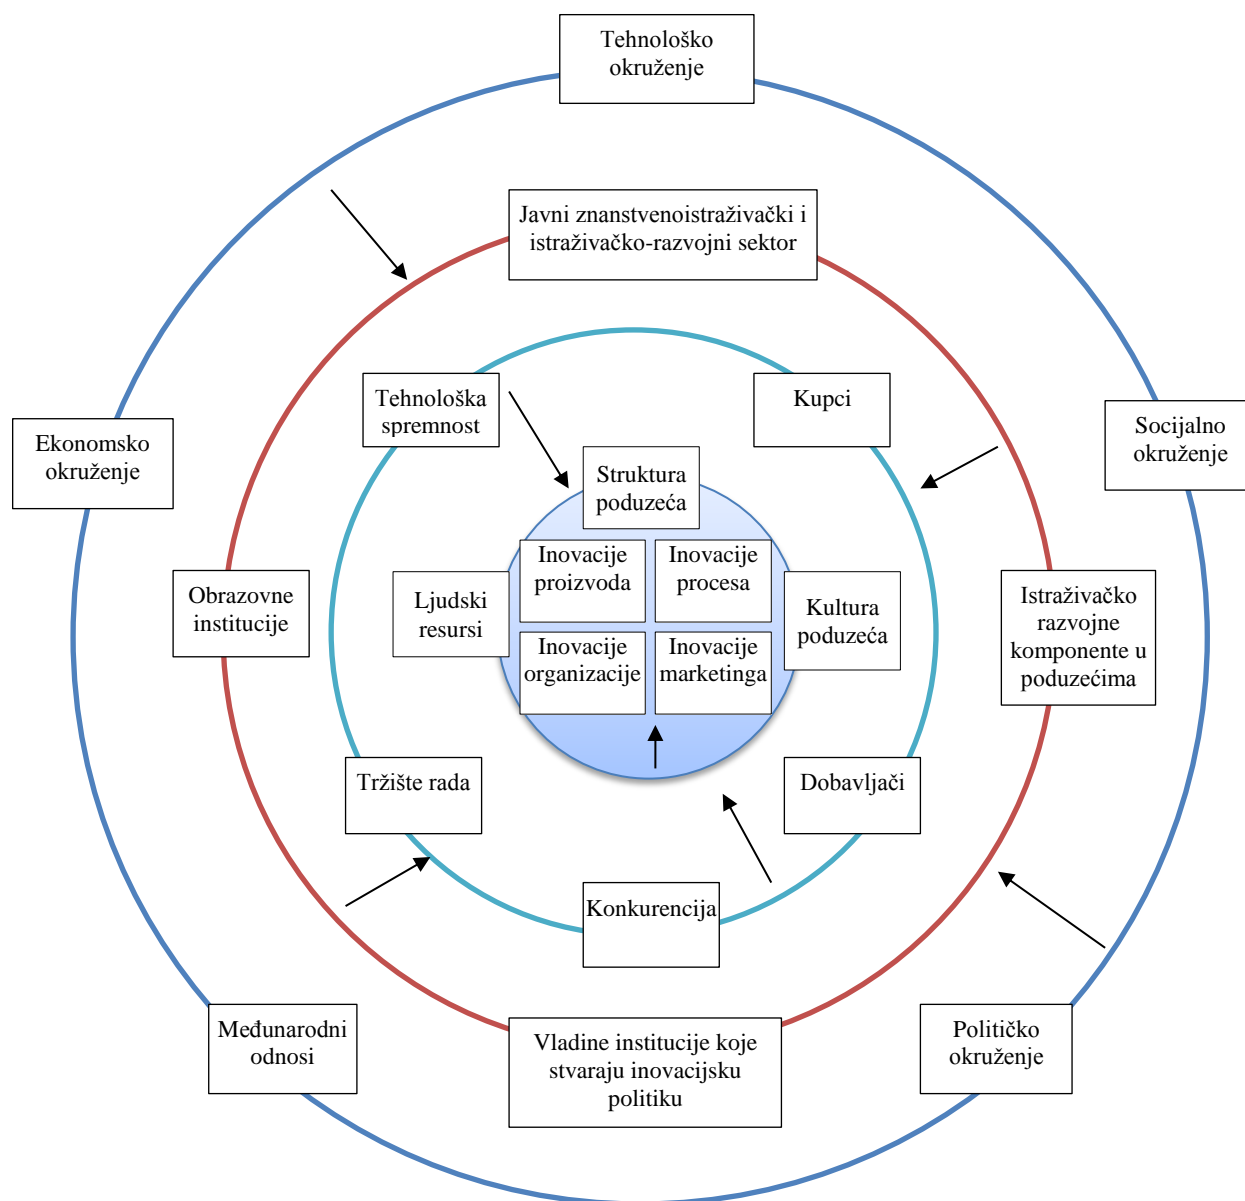 Tehnološko
okruženje
Javni znanstvenoistraživački i
istraživačko-razvojni sektor
Tehnološka
spremnost
Kupci
Ekonomsko
okruženje
Socijalno
okruženje
Struktura
poduzeća
Inovacije
proizvoda
Inovacije
procesa
Obrazovne
institucije
Ljudski
resursi
Kultura
poduzeća
Istraživačko
razvojne
komponente u
poduzećima
Inovacije
organizacije
Inovacije
marketinga
Tržište rada
Dobavljači
Konkurencija
Međunarodni
odnosi
Vladine institucije koje
stvaraju inovacijsku
politiku
Političko
okruženje